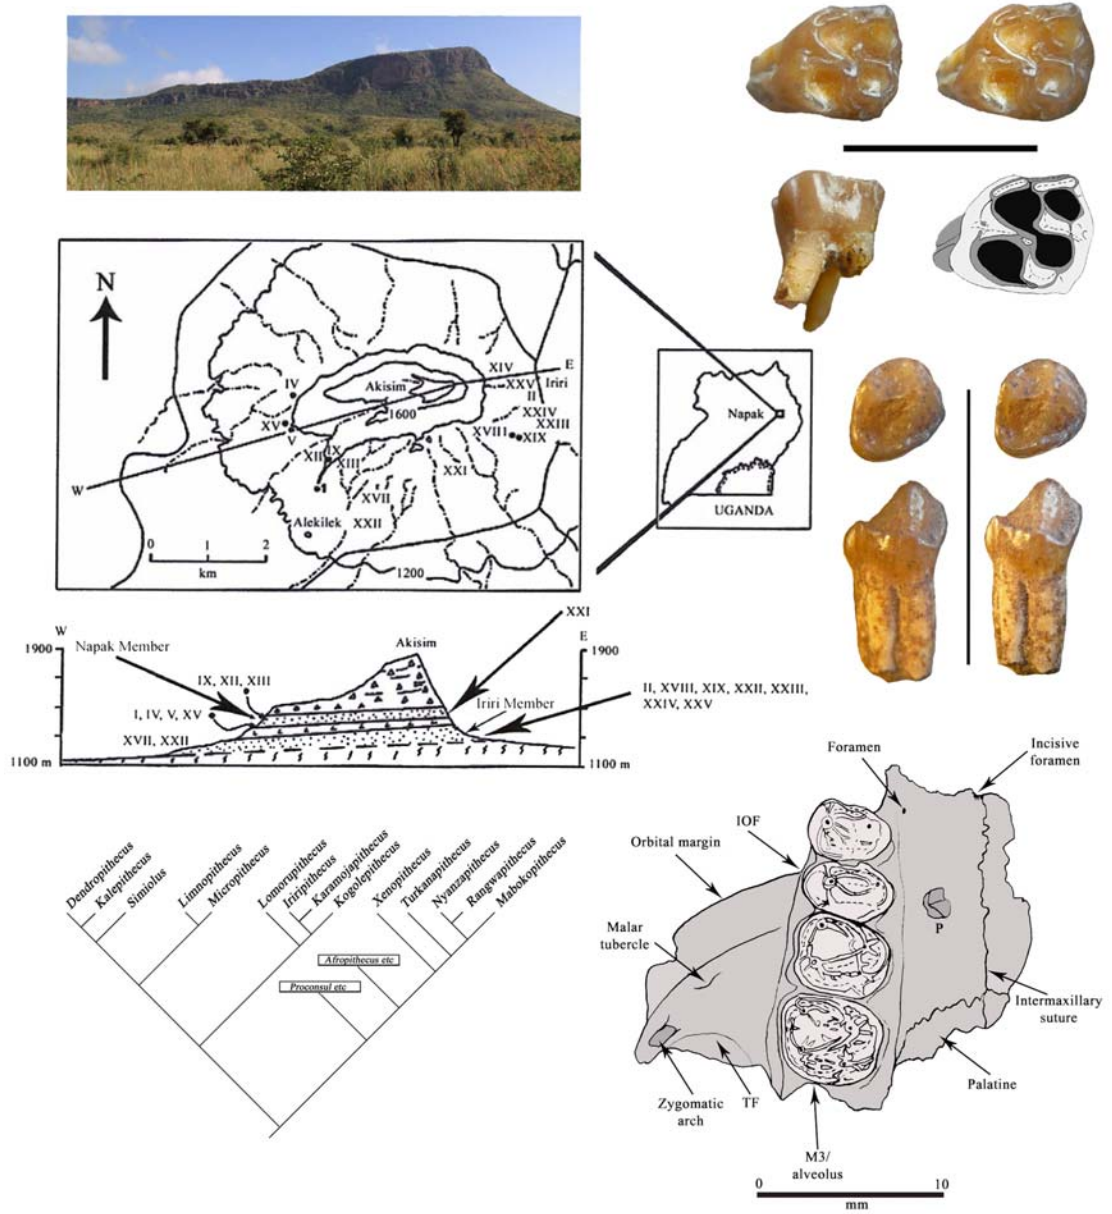 N
XIV
E
XXV
Iriri
II
IV
Akisim
1600
XXIV
XXIII
XV
V
XVIII
XIX
IX
XII
XIII
XXI
1
W
XVII
XXII
Alekilek
0 1 2
km
1200
Napak
UGANDA
W
Napak Member
1900
Akisim
E
1900
XXI
IX, XII, XIII
I, IV, V, XV
Iriri Member
II, XVIII, XIX, XXII, XXIII,
XXIV, XXV
XVII, XXII
1100 m
1100 m
Dendropithecus
Kalepithecus
Simiolus
Limnopithecus
Micropithecus
Lomorupithecus
Iriripithecus
Karamojapithecus
Kogolepithecus
Xenopithecus
Turkanapithecus
Nyanzapithecus
Rangwapithecus
Mabokopithecus
Afropithecus etc
Proconsul etc
Foramen
Incisive
foramen
IOF
Orbital margin
Malar
tubercle
P
Intermaxillary
suture
Palatine
Zygomatic
arch
TF
M3/
alveolus
0 10
mm